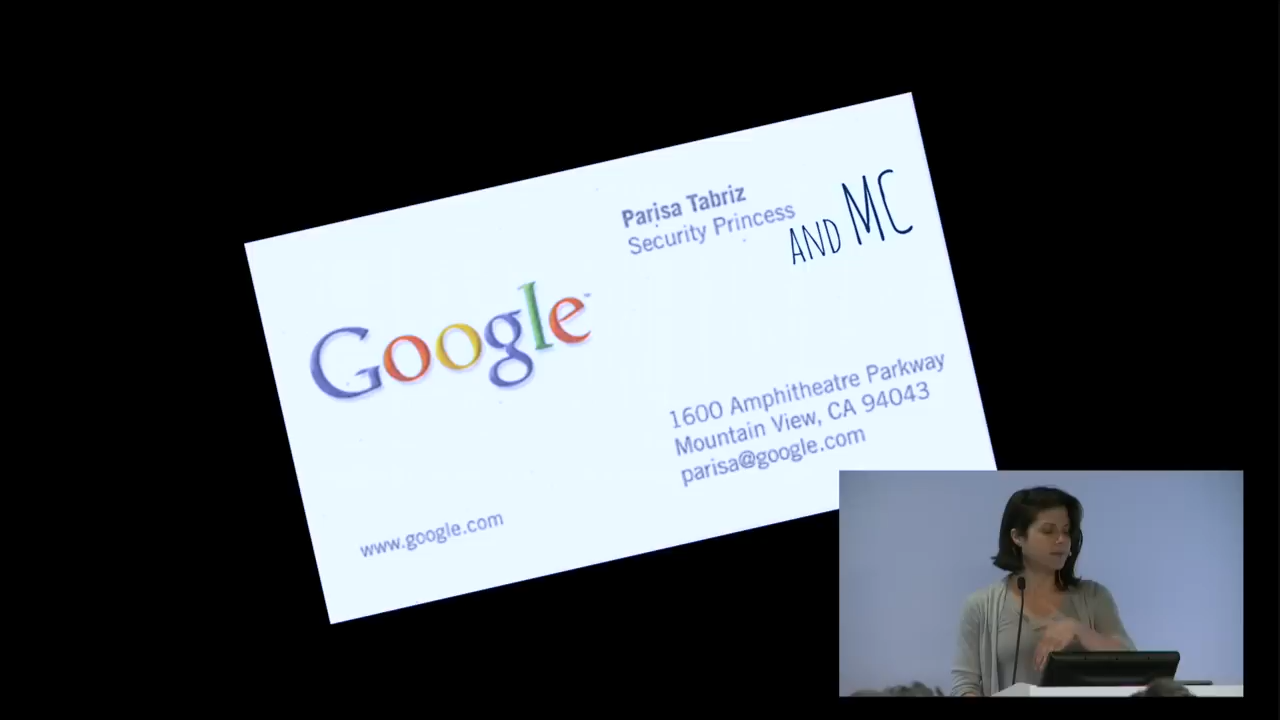 Parisa Tabriz
Security Princess AND MC
Google
1600 Amphitheatre Parkway
Mountain View, CA 94043
parisa@google.com
www.google.com